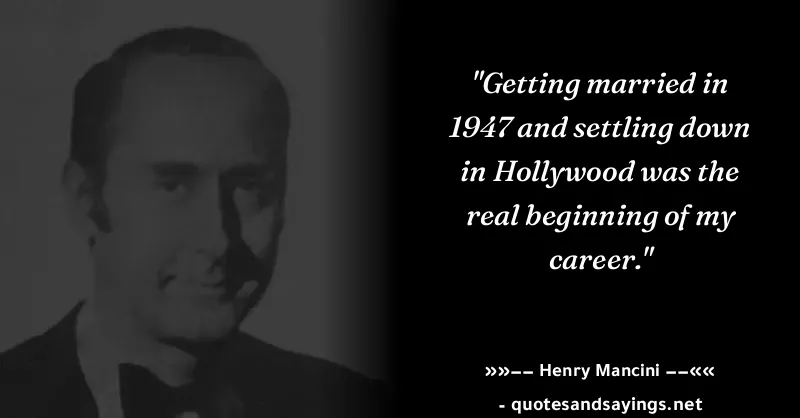 "Getting married in
1947 and settling down
in Hollywood was the
real beginning of my
career."
»»−− Henry Mancini −−««
- quotesandsayings.net